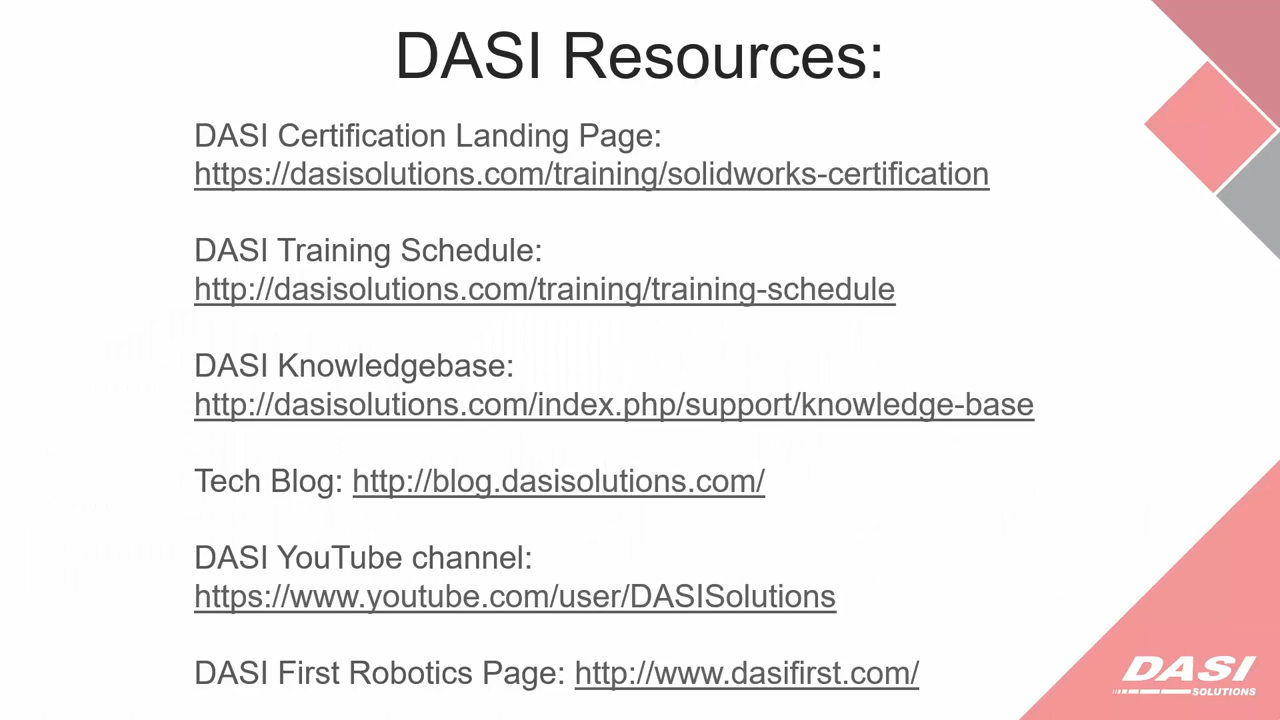 DASI Resources:
DASI Certification Landing Page:
https://dasisolutions.com/training/solidworks-certification
DASI Training Schedule:
http://dasisolutions.com/training/training-schedule
DASI Knowledgebase:
http://dasisolutions.com/index.php/support/knowledge-base
Tech Blog: http://blog.dasisolutions.com/
DASI YouTube channel:
https://www.youtube.com/user/DASISolutions
DASI First Robotics Page: http://www.dasifirst.com/
DASI
SOLUTIONS